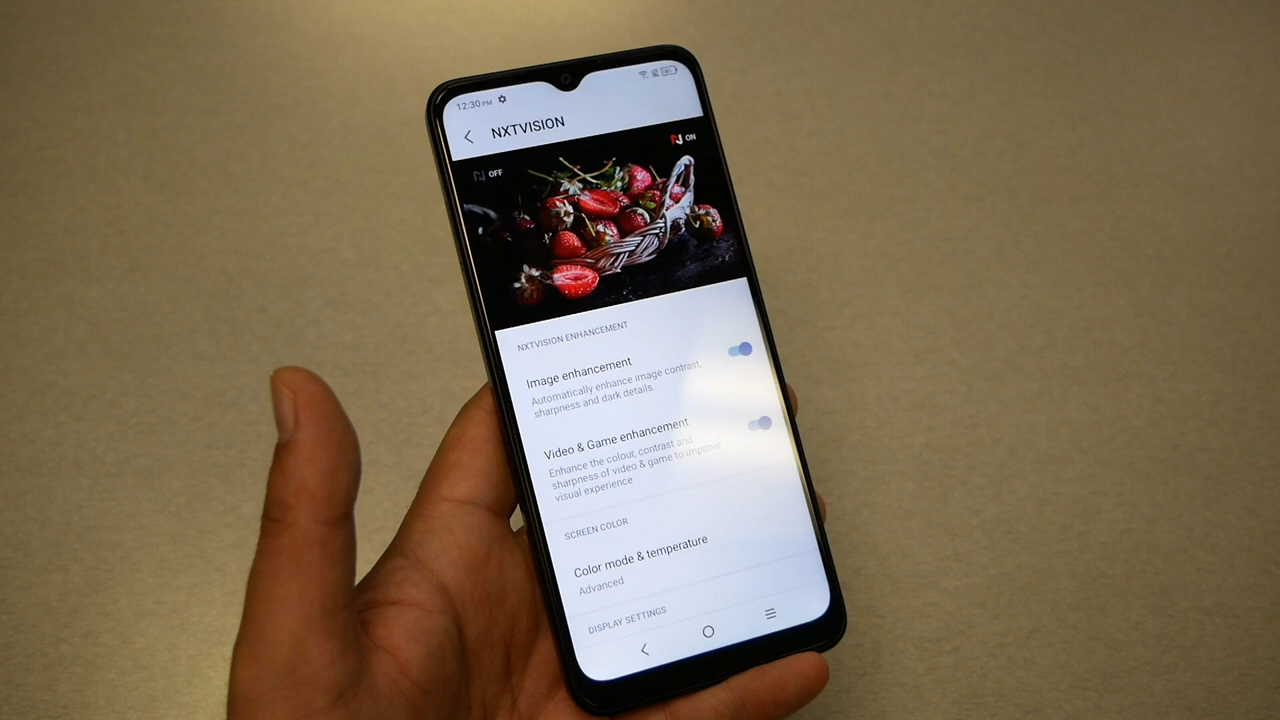 12:30 PM
NXTVISION
ON
OFF
NXTVISION ENHANCEMENT
Image enhancement
Automatically enhance image contrast,
sharpness and dark details
Video & Game enhancement
Enhance the colour, contrast and
sharpness of video & game to improve
visual experience
SCREEN COLOR
Color mode & temperature
Advanced
DISPLAY SETTINGS